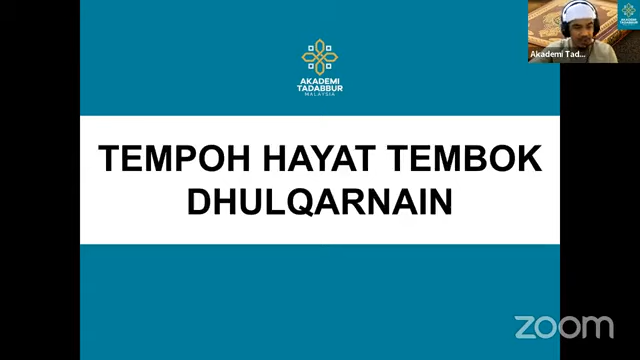 AKADEMI
TADABBUR
MALAYSIA
TEMPOH HAYAT TEMBOK
DHULQARNAIN
Akademi Tad...
zoom